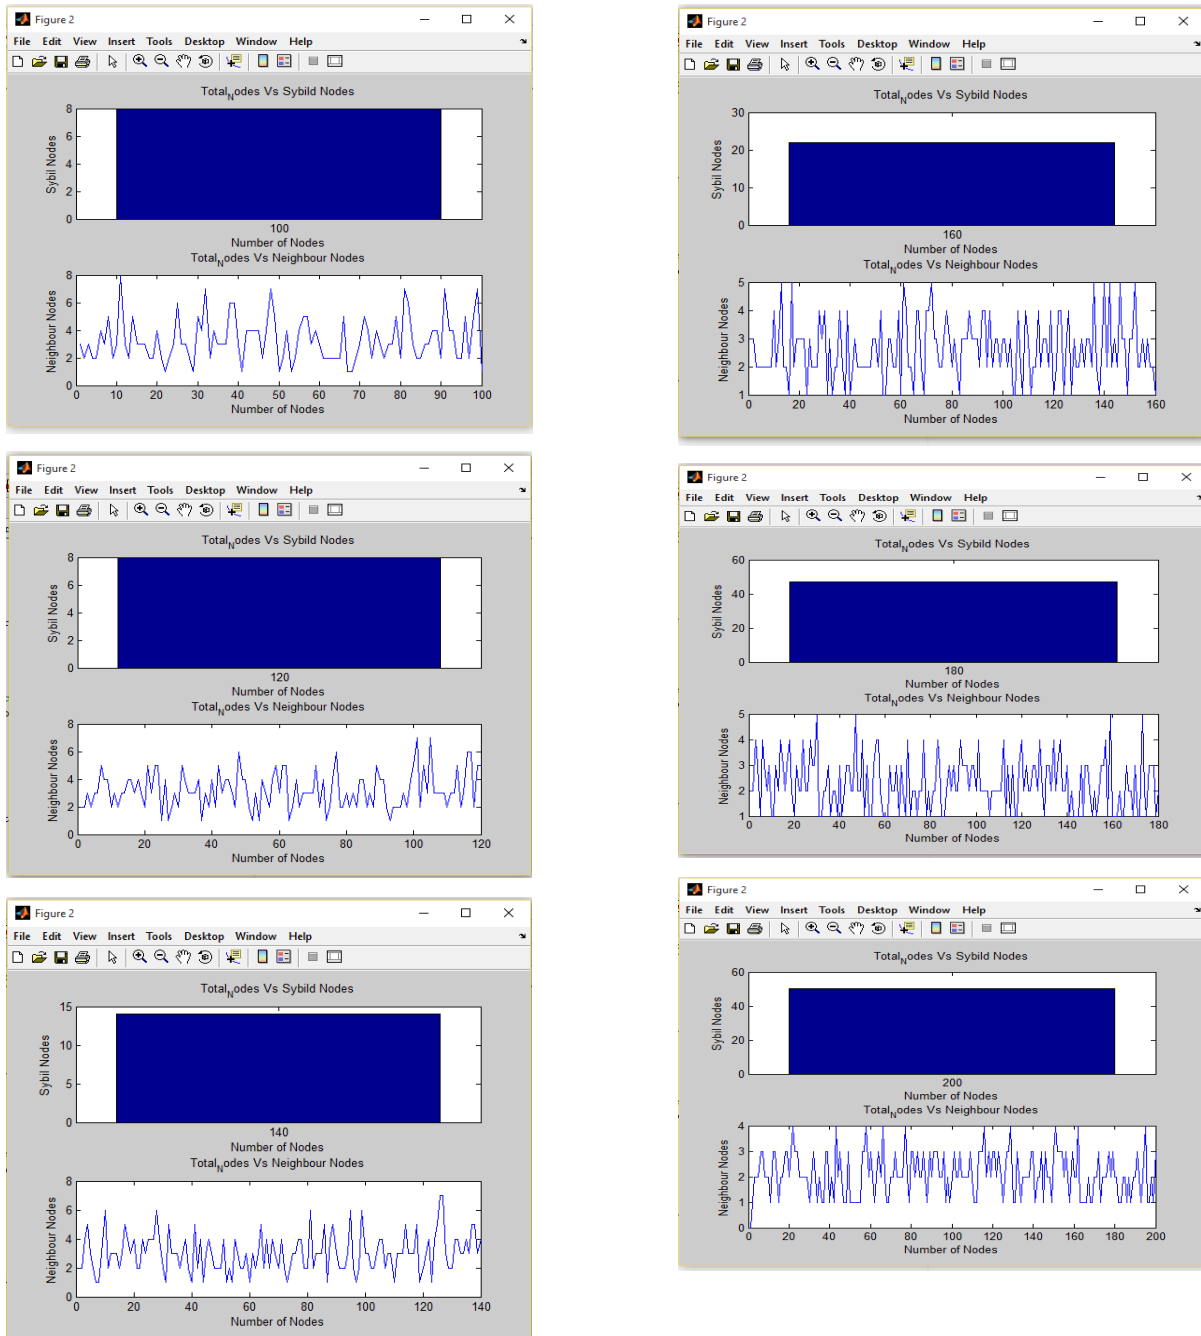 Figure 2
File Edit View Insert Tools Desktop Window Help
Total_Nodes Vs Sybild Nodes
8
6
4
2
0
Sybil Nodes
100
Number of Nodes
Total_Nodes Vs Neighbour Nodes
8
6
4
2
0
Neighbour Nodes
0 10 20 30 40 50 60 70 80 90 100
Number of Nodes
Figure 2
File Edit View Insert Tools Desktop Window Help
Total_Nodes Vs Sybild Nodes
8
6
4
2
0
Sybil Nodes
120
Number of Nodes
Total_Nodes Vs Neighbour Nodes
8
6
4
2
0
Neighbour Nodes
0 20 40 60 80 100 120
Number of Nodes
Figure 2
File Edit View Insert Tools Desktop Window Help
Total_Nodes Vs Sybild Nodes
15
10
5
0
Sybil Nodes
140
Number of Nodes
Total_Nodes Vs Neighbour Nodes
8
6
4
2
0
Neighbour Nodes
0 20 40 60 80 100 120 140
Number of Nodes
Figure 2
File Edit View Insert Tools Desktop Window Help
Total_Nodes Vs Sybild Nodes
30
20
10
0
Sybil Nodes
160
Number of Nodes
Total_Nodes Vs Neighbour Nodes
5
4
3
2
1
Neighbour Nodes
0 20 40 60 80 100 120 140 160
Number of Nodes
Figure 2
File Edit View Insert Tools Desktop Window Help
Total_Nodes Vs Sybild Nodes
60
40
20
0
Sybil Nodes
180
Number of Nodes
Total_Nodes Vs Neighbour Nodes
5
4
3
2
1
Neighbour Nodes
0 20 40 60 80 100 120 140 160 180
Number of Nodes
Figure 2
File Edit View Insert Tools Desktop Window Help
Total_Nodes Vs Sybild Nodes
60
40
20
0
Sybil Nodes
200
Number of Nodes
Total_Nodes Vs Neighbour Nodes
4
3
2
1
0
Neighbour Nodes
0 20 40 60 80 100 120 140 160 180 200
Number of Nodes